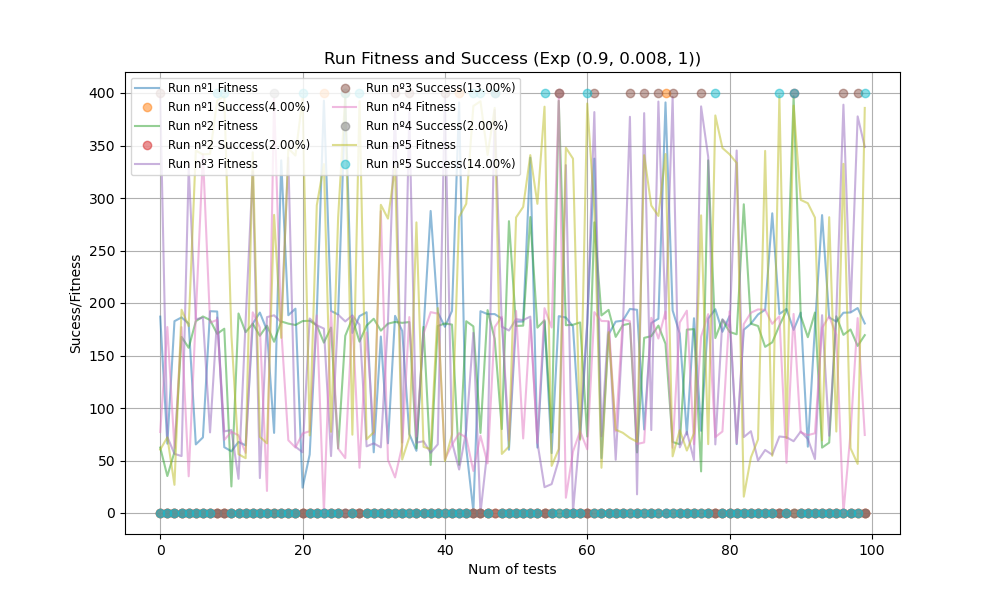 Run Fitness and Success (Exp (0.9, 0.008, 1))
Success/Fitness
400
350
300
250
200
150
100
50
0
Run nº1 Fitness
Run nº1 Success(4.00%)
Run nº2 Fitness
Run nº2 Success(2.00%)
Run nº3 Fitness
Run nº3 Success(13.00%)
Run nº4 Fitness
Run nº4 Success(2.00%)
Run nº5 Fitness
Run nº5 Success(14.00%)
0 20 40 60 80 100
Num of tests